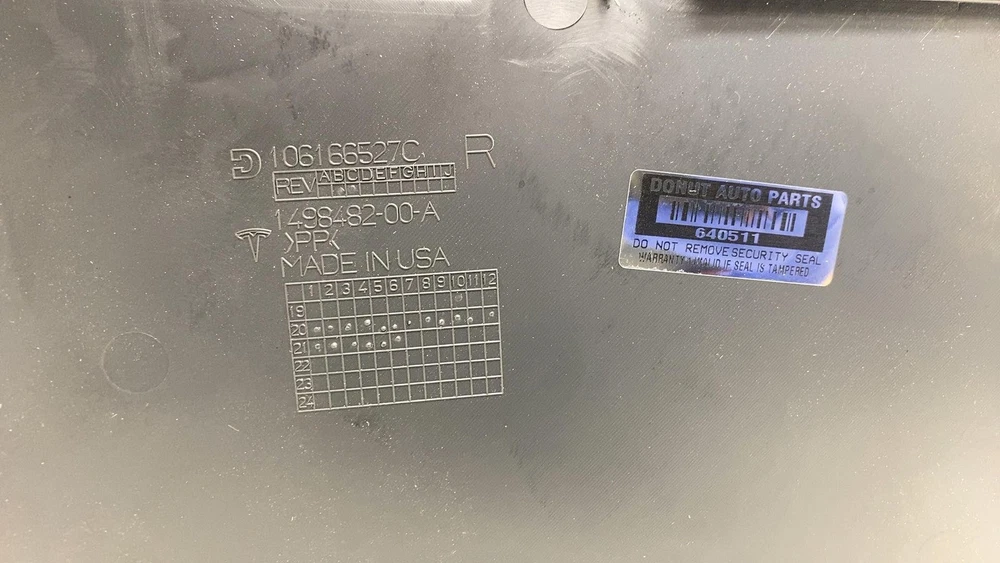 106166527C R
REV ABCDEFGHIJ
1498482-00-A
>PP<
MADE IN USA
1 2 3 4 5 6 7 8 9 10 11 12
19
20
21
22
23
24
DONUT AUTO PARTS
640511
DO NOT REMOVE SECURITY SEAL
WARRANTY INVALID IF SEAL IS TAMPERED